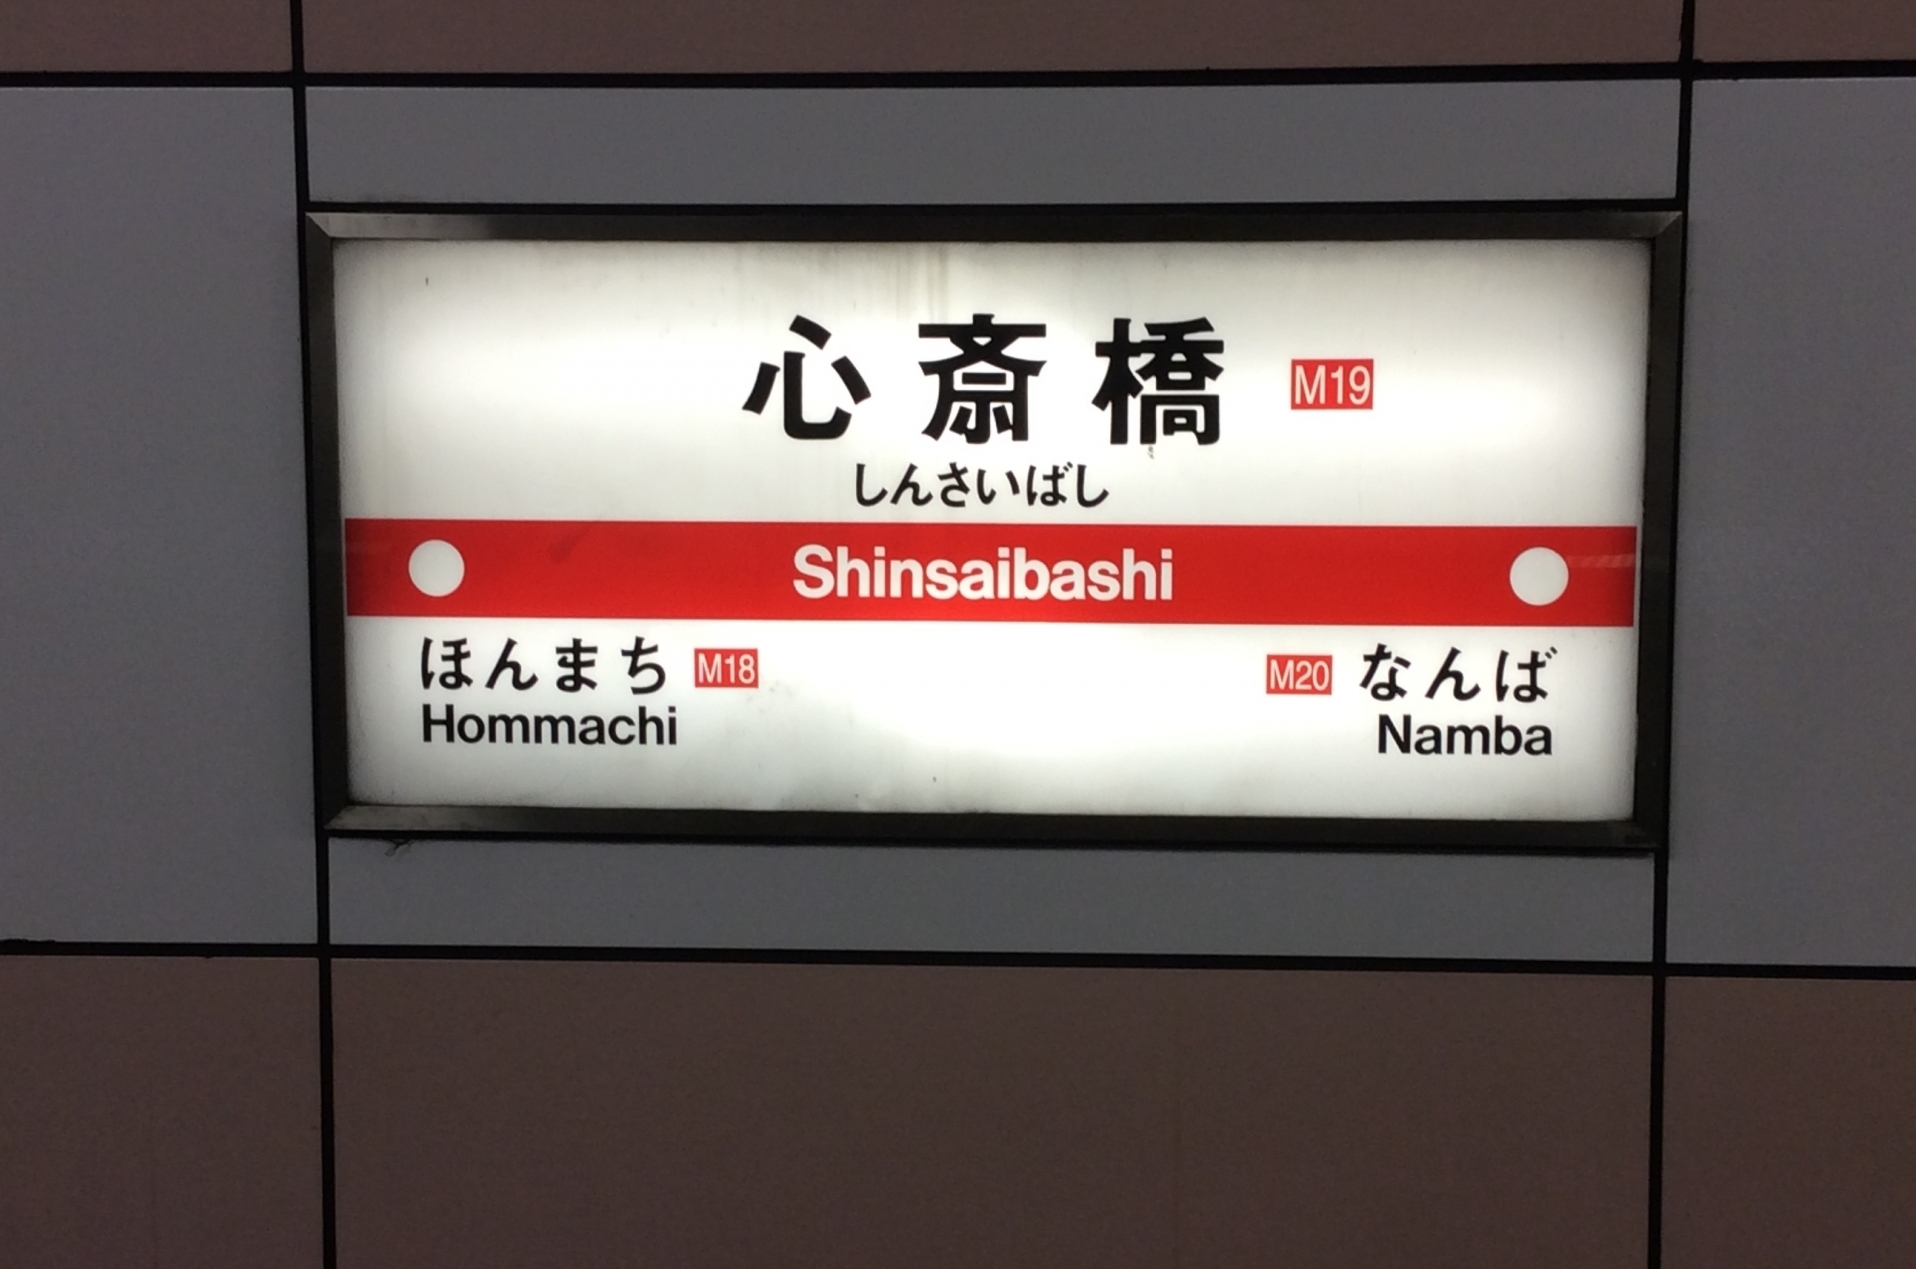 心斎橋 M19
しんさいばし
Shinsaibashi
ほんまち M18
Hommachi
M20 なんば
Namba